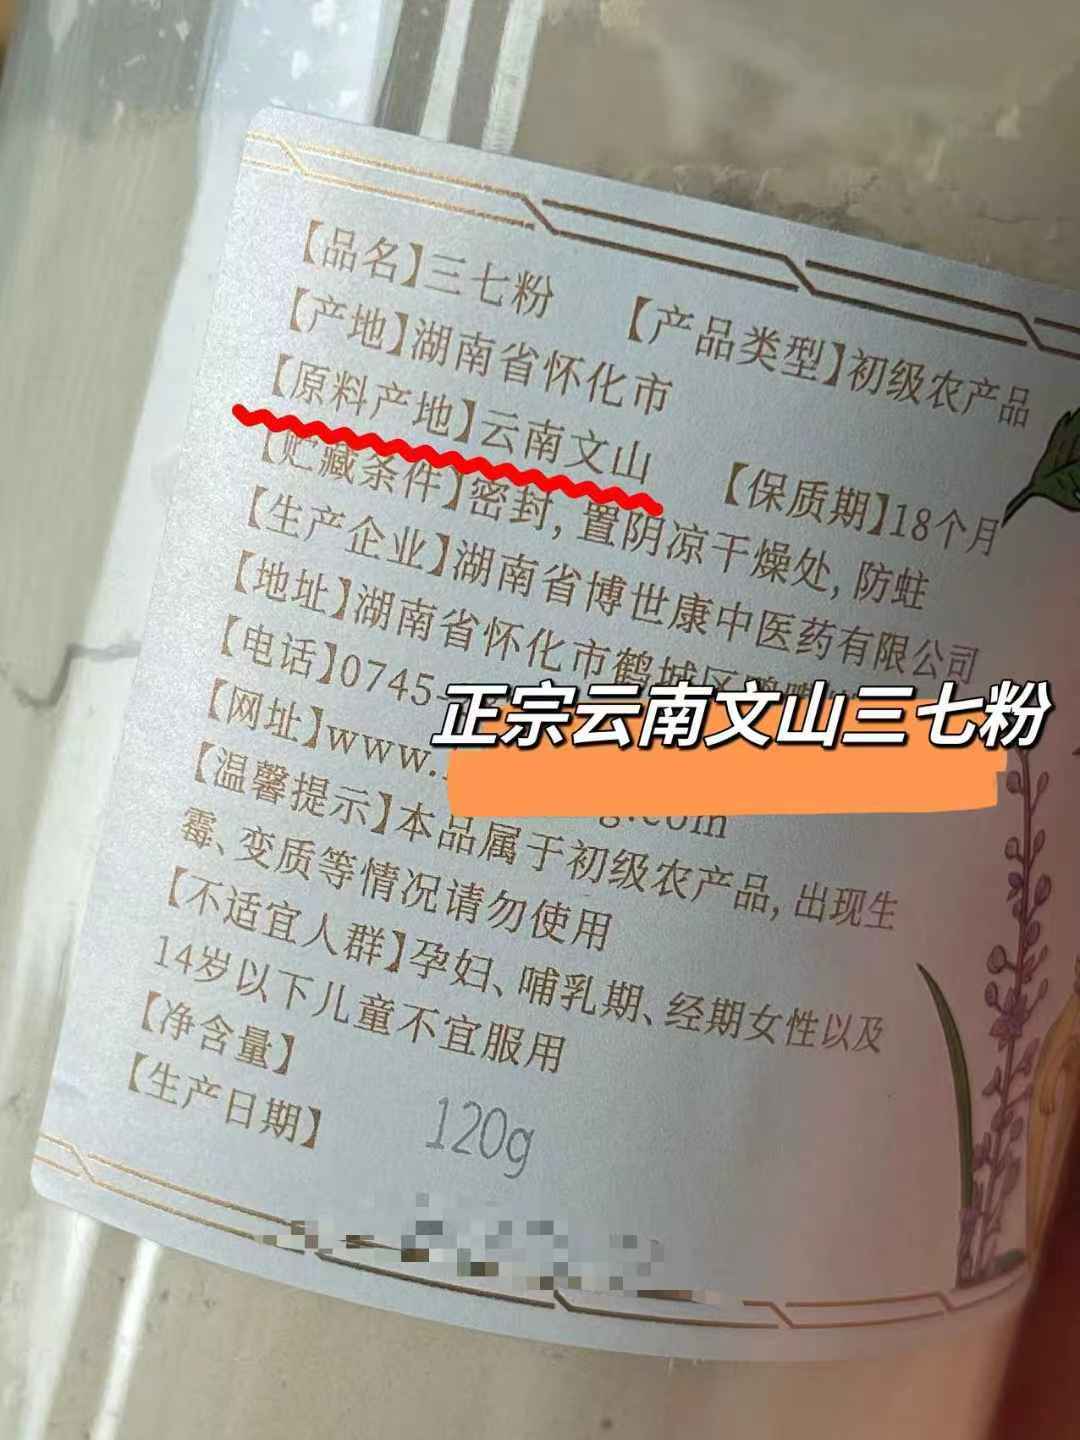 【品名】三七粉 【产品类型】初级农产品
【产地】湖南省怀化市
【原料产地】云南文山 【保质期】18个月
【贮藏条件】密封,置阴凉干燥处,防蛀
【生产企业】湖南省博世康中医药有限公司
【地址】湖南省怀化市鹤城区
【电话】0745-
正宗云南文山三七粉
【网址】www.
g.com
【温馨提示】本品属于初级农产品,出现生
霉、变质等情况请勿使用
【不适宜人群】孕妇、哺乳期、经期女性以及
14岁以下儿童不宜服用
【净含量】
120g
【生产日期】